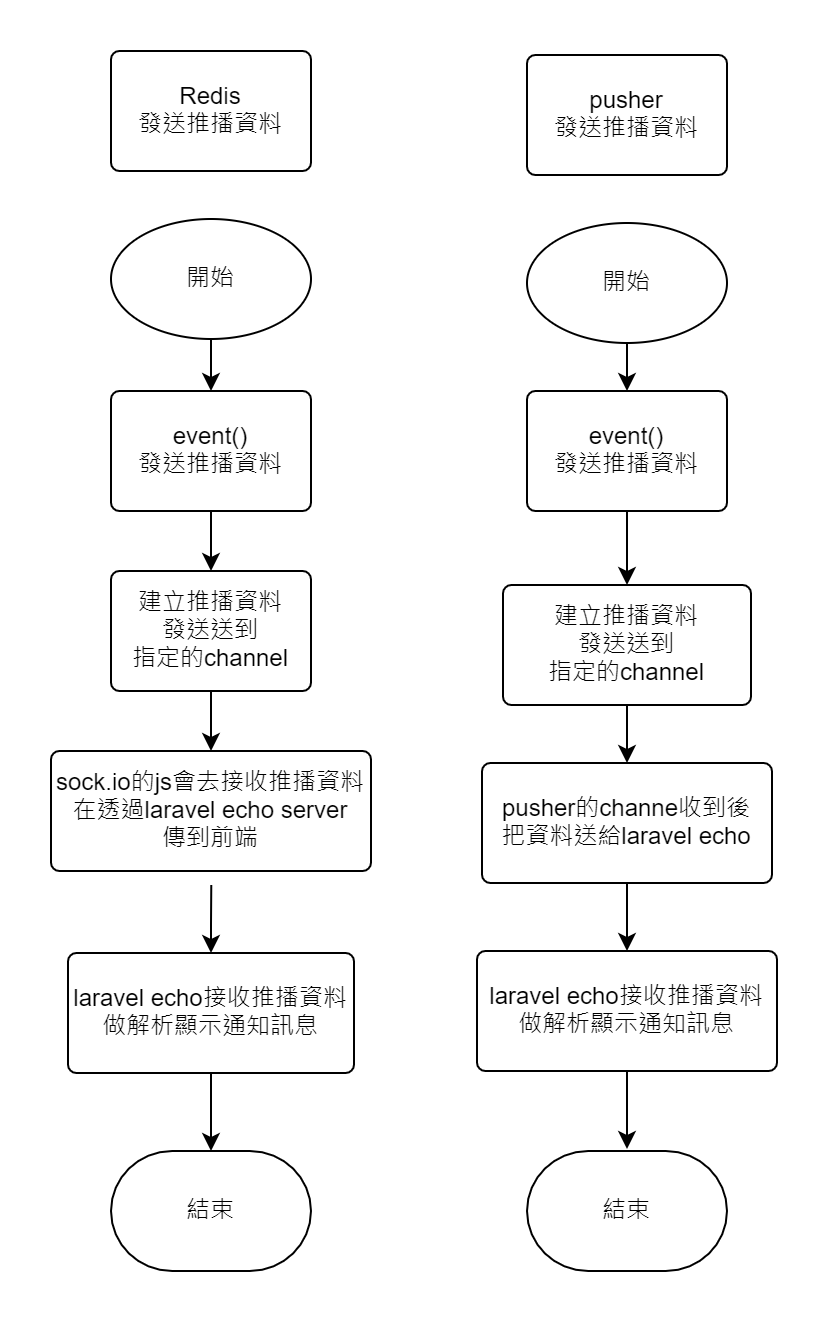 Redis
發送推播資料
開始
event()
發送推播資料
建立推播資料
發送送到
指定的channel
sock.io的js會去接收推播資料
在透過laravel echo server
傳到前端
laravel echo接收推播資料
做解析顯示通知訊息
結束
pusher
發送推播資料
開始
event()
發送推播資料
建立推播資料
發送送到
指定的channel
pusher的channe收到後
把資料送給laravel echo
laravel echo接收推播資料
做解析顯示通知訊息
結束